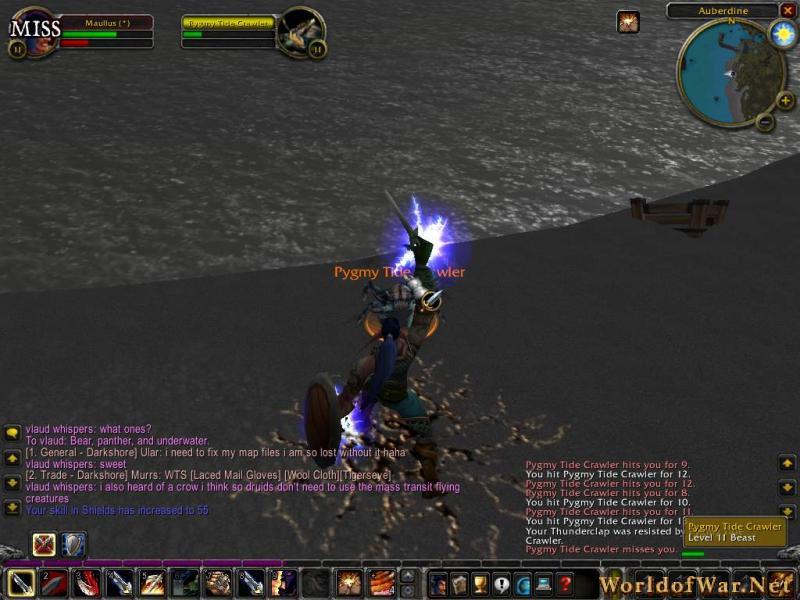 MISS
Maullus (*)
11
Pygmy Tide Crawler
11
Auberdine
N
Pygmy Tide wler
vlaud whispers: what ones?
To vlaud: Bear, panther, and underwater.
[1. General - Darkshore] Ular: i need to fix my map files i am so lost without it haha
vlaud whispers: sweet
[2. Trade - Darkshore] Murrs: WTS [Laced Mail Gloves] [Wool Cloth][Tigerseye]
vlaud whispers: i also heard of a crow i think so druids don't need to use the mass transit flying
creatures
Your skill in Shields has increased to 55
Pygmy Tide Crawler hits you for 9.
You hit Pygmy Tide Crawler for 12.
Pygmy Tide Crawler hits you for 12.
Pygmy Tide Crawler hits you for 8.
You hit Pygmy Tide Crawler for 10.
Pygmy Tide Crawler hits you for 11.
You hit Pygmy Tide Crawler for
Your Thunderclap was resisted by
Crawler.
Pygmy Tide Crawler misses you.
Pygmy Tide Crawler
Level 11 Beast
WorldofWar.Net